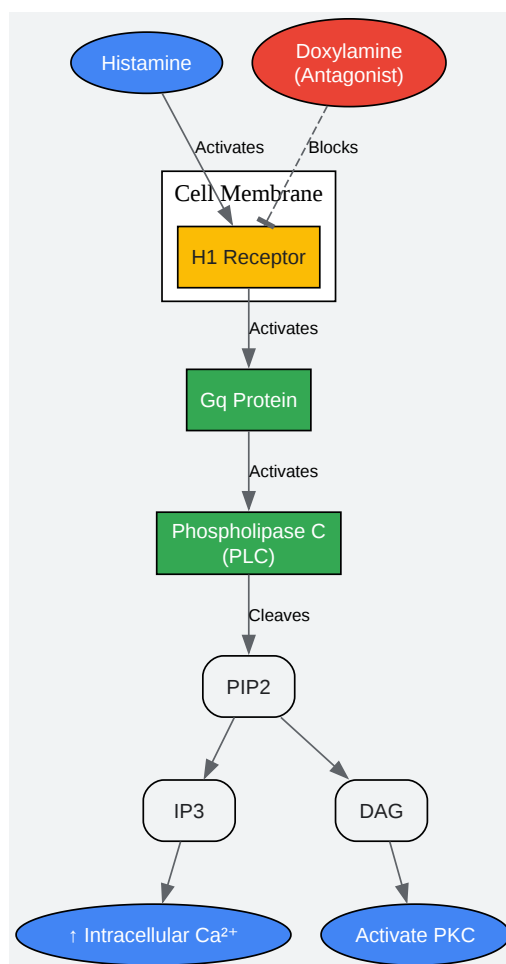 Histamine
Doxylamine
(Antagonist)
Activates
Blocks
Cell Membrane
H1 Receptor
Activates
Gq Protein
Activates
Phospholipase C
(PLC)
Cleaves
PIP2
IP3
DAG
↑ Intracellular Ca²⁺
Activate PKC